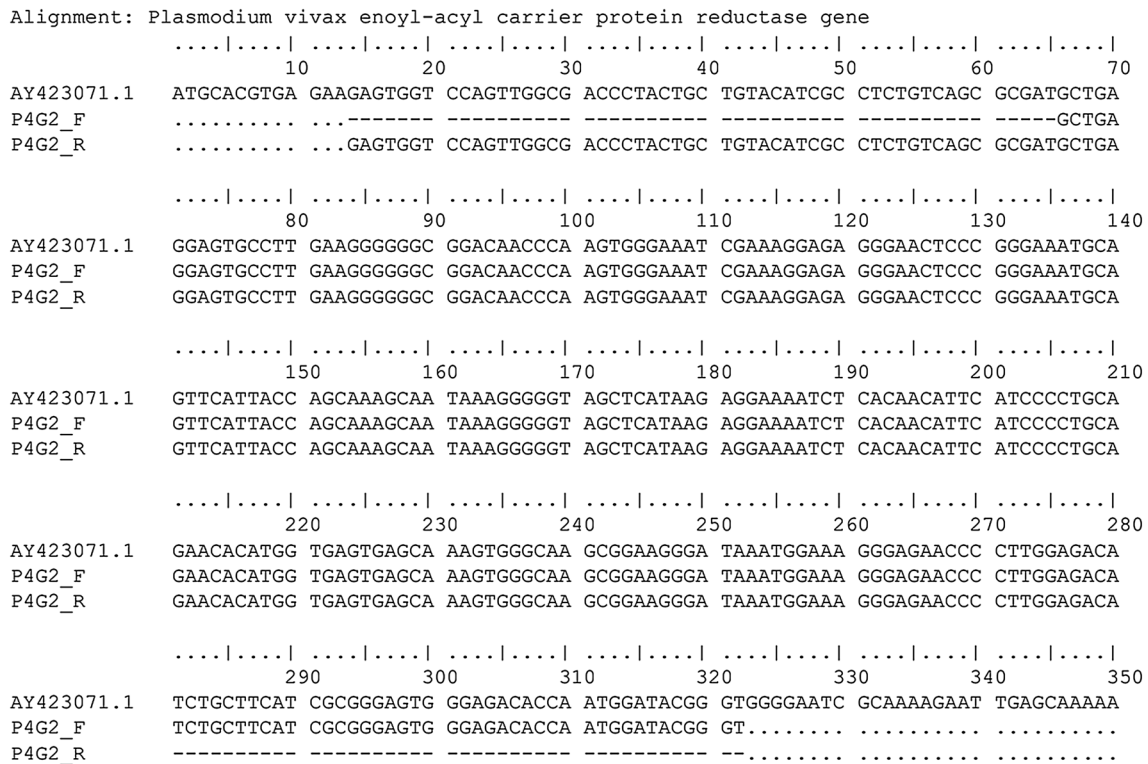 Alignment: Plasmodium vivax enoyl-acyl carrier protein reductase gene
....|....| ....|....| ....|....| ....|....| ....|....| ....|....| ....|....|
10 20 30 40 50 60 70
AY423071.1 ATGCACGTGA GAAGAGTGGT CCAGTTGGCG ACCCTACTGC TGTACATCGC CTCTGTCAGC GCGATGCTGA
P4G2_F .......... ...------- ---------- ---------- ---------- ---------- -----GCTGA
P4G2_R .......... ...GAGTGGT CCAGTTGGCG ACCCTACTGC TGTACATCGC CTCTGTCAGC GCGATGCTGA
....|....| ....|....| ....|....| ....|....| ....|....| ....|....| ....|....|
80 90 100 110 120 130 140
AY423071.1 GGAGTGCCTT GAAGGGGGGC GGACAACCCA AGTGGGAAAT CGAAAGGAGA GGGAACTCCC GGGAAATGCA
P4G2_F GGAGTGCCTT GAAGGGGGGC GGACAACCCA AGTGGGAAAT CGAAAGGAGA GGGAACTCCC GGGAAATGCA
P4G2_R GGAGTGCCTT GAAGGGGGGC GGACAACCCA AGTGGGAAAT CGAAAGGAGA GGGAACTCCC GGGAAATGCA
....|....| ....|....| ....|....| ....|....| ....|....| ....|....| ....|....|
150 160 170 180 190 200 210
AY423071.1 GTTCATTACC AGCAAAGCAA TAAAGGGGGT AGCTCATAAG AGGAAAATCT CACAACATTC ATCCCCTGCA
P4G2_F GTTCATTACC AGCAAAGCAA TAAAGGGGGT AGCTCATAAG AGGAAAATCT CACAACATTC ATCCCCTGCA
P4G2_R GTTCATTACC AGCAAAGCAA TAAAGGGGGT AGCTCATAAG AGGAAAATCT CACAACATTC ATCCCCTGCA
....|....| ....|....| ....|....| ....|....| ....|....| ....|....| ....|....|
220 230 240 250 260 270 280
AY423071.1 GAACACATGG TGAGTGAGCA AAGTGGGCAA GCGGAAGGGA TAAATGGAAA GGGAGAACCC CTTGGAGACA
P4G2_F GAACACATGG TGAGTGAGCA AAGTGGGCAA GCGGAAGGGA TAAATGGAAA GGGAGAACCC CTTGGAGACA
P4G2_R GAACACATGG TGAGTGAGCA AAGTGGGCAA GCGGAAGGGA TAAATGGAAA GGGAGAACCC CTTGGAGACA
....|....| ....|....| ....|....| ....|....| ....|....| ....|....| ....|....|
290 300 310 320 330 340 350
AY423071.1 TCTGCTTCAT CGCGGGAGTG GGAGACACCA ATGGATACGG GTGGGGAATC GCAAAAGAAT TGAGCAAAAA
P4G2_F TCTGCTTCAT CGCGGGAGTG GGAGACACCA ATGGATACGG GT........ .......... ..........
P4G2_R ---------- ---------- ---------- ---------- --........ .......... ..........